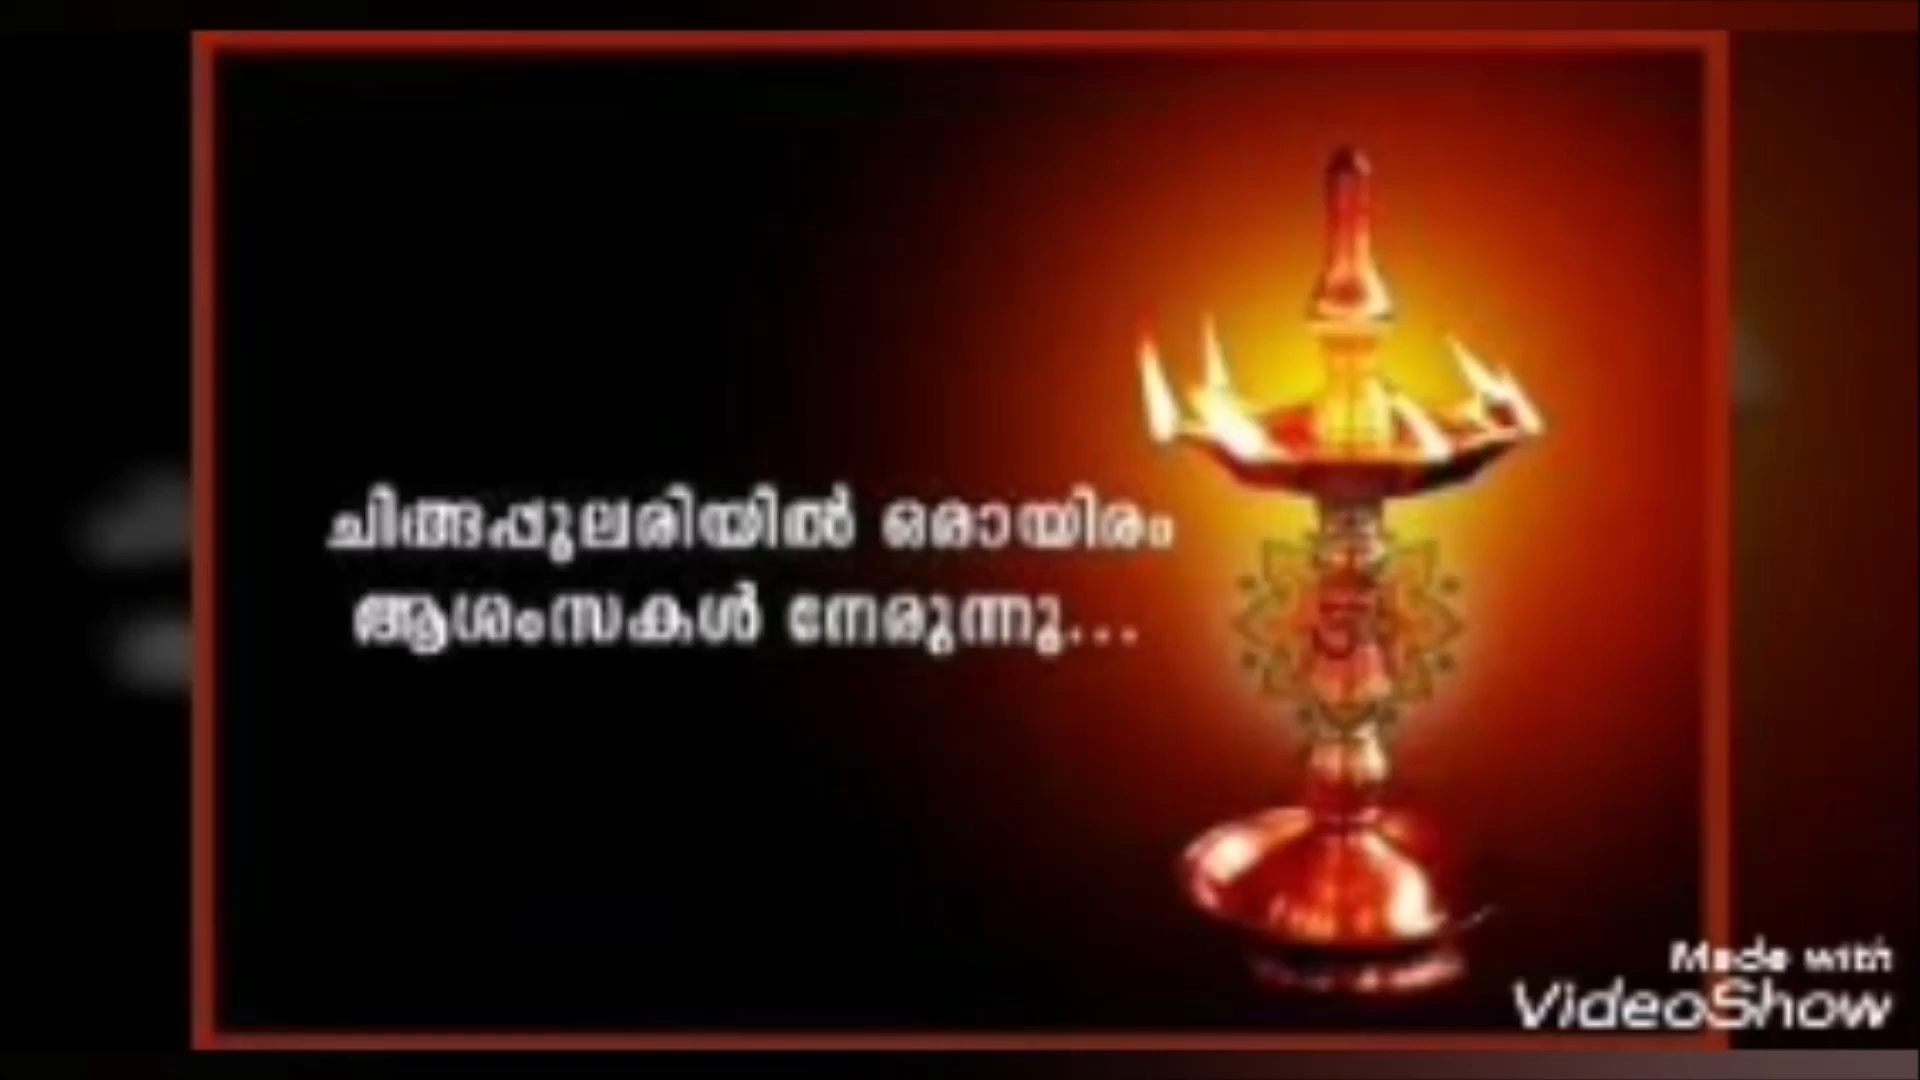 ചിങ്ങപ്പുലരിയിൽ ഒരായിരം
ആശംസകൾ നേരുന്നു...
Made with
VideoShow